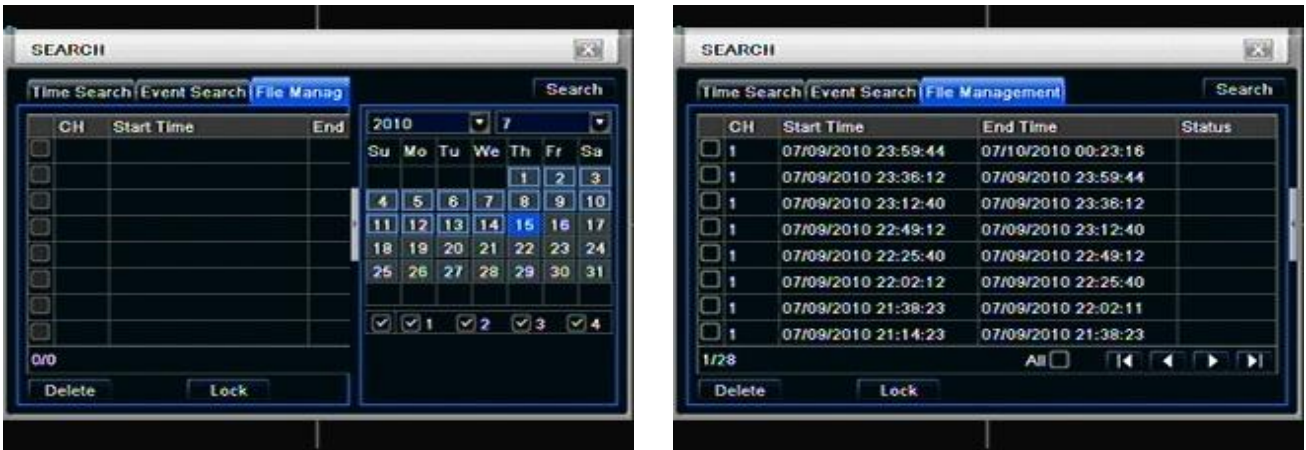 SEARCH
Time Search Event Search File Manag Search
CH Start Time End
2010 7
Su Mo Tu We Th Fr Sa
1 2 3
4 5 6 7 8 9 10
11 12 13 14 15 16 17
18 19 20 21 22 23 24
25 26 27 28 29 30 31
1 2 3 4
0/0
Delete Lock
SEARCH
Time Search Event Search File Management Search
CH Start Time End Time Status
1 07/09/2010 23:59:44 07/10/2010 00:23:16
1 07/09/2010 23:36:12 07/09/2010 23:59:44
1 07/09/2010 23:12:40 07/09/2010 23:36:12
1 07/09/2010 22:49:12 07/09/2010 23:12:40
1 07/09/2010 22:25:40 07/09/2010 22:49:12
1 07/09/2010 22:02:12 07/09/2010 22:25:40
1 07/09/2010 21:38:23 07/09/2010 22:02:11
1 07/09/2010 21:14:23 07/09/2010 21:38:23
1/28 All
Delete Lock